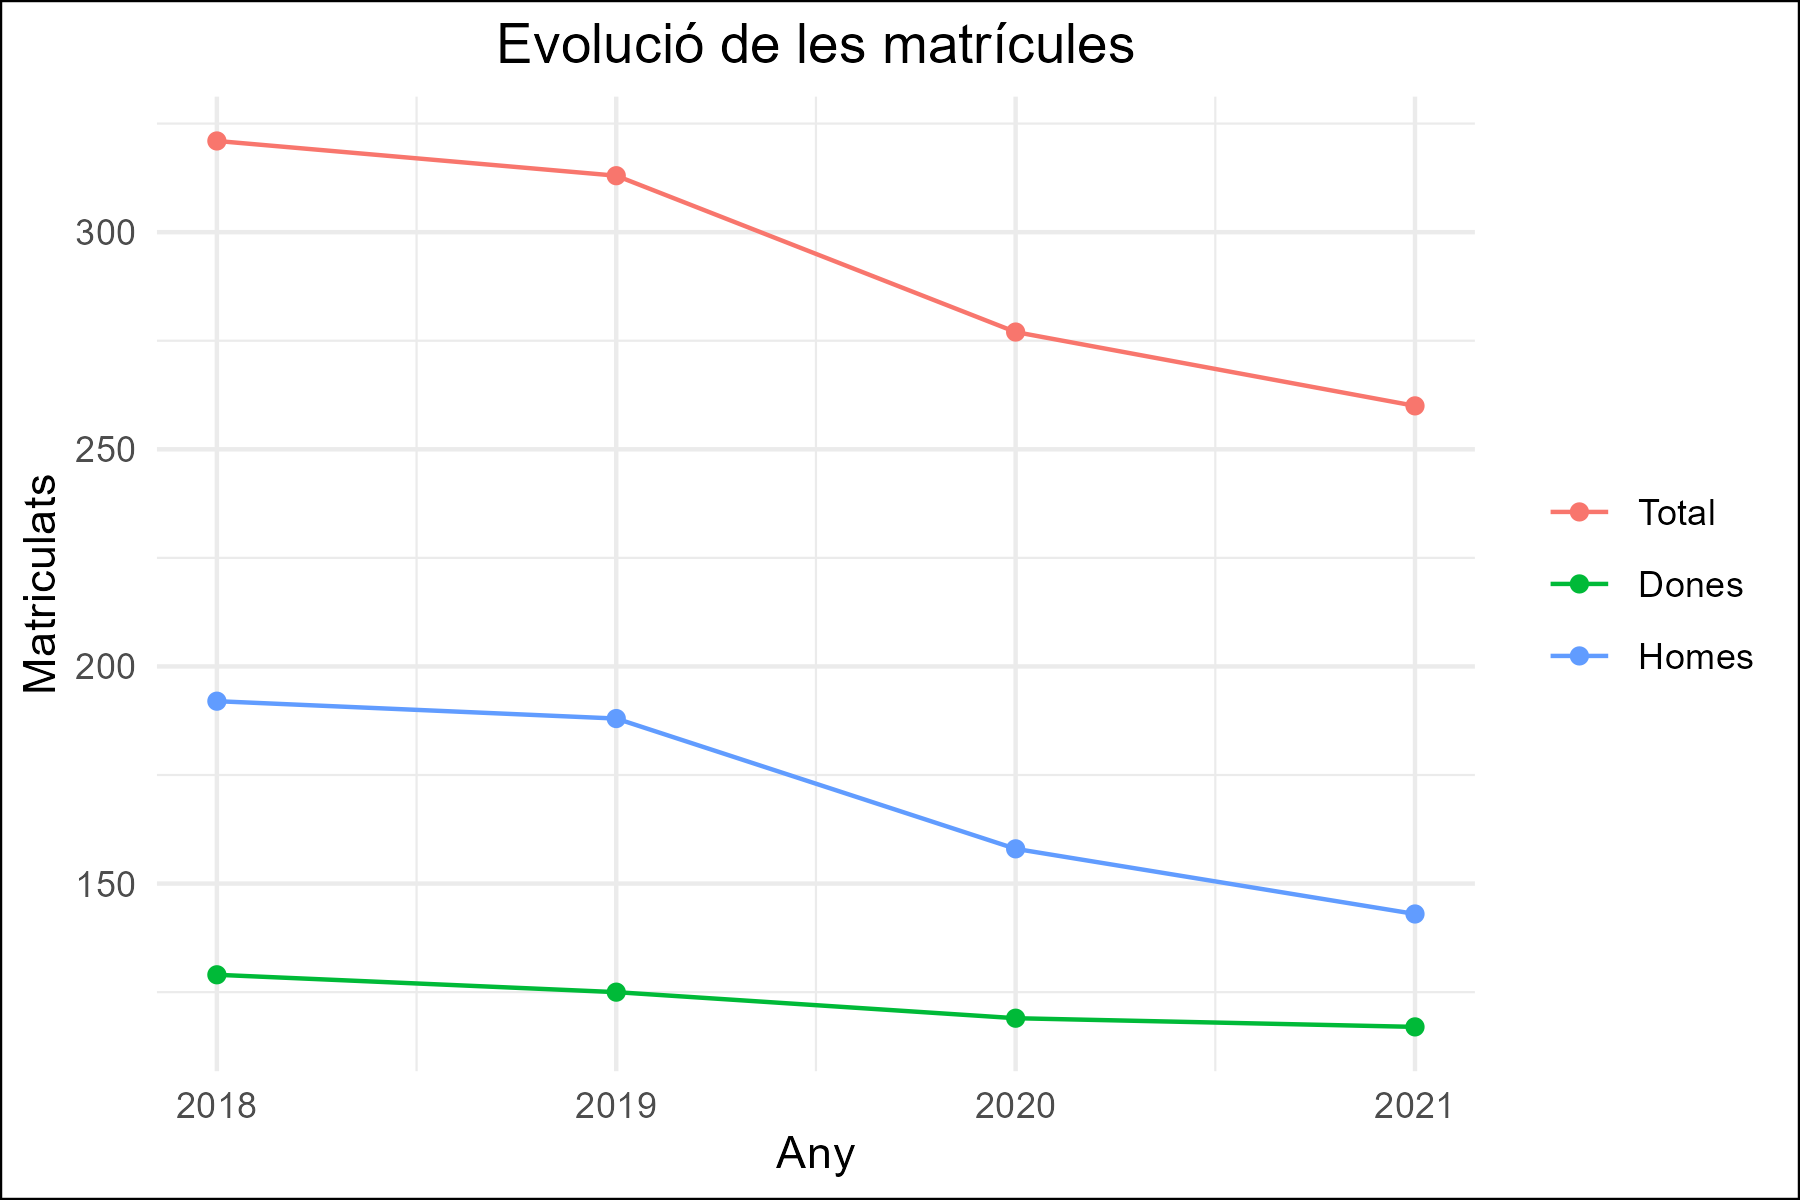 Evolució de les matrícules
300
250
200
150
Matriculats
2018
2019
2020
2021
Any
Total
Dones
Homes